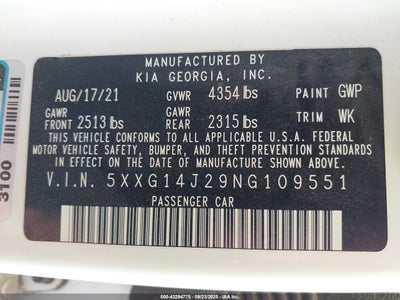 MANUFACTURED BY
KIA GEORGIA, INC.
AUG/17/21 GVWR 4354 lbs PAINT GWP
GAWR FRONT 2513 lbs GAWR REAR 2315 lbs TRIM WK
THIS VEHICLE CONFORMS TO ALL APPLICABLE U.S.A. FEDERAL
MOTOR VEHICLE SAFETY, BUMPER, AND THEFT PREVENTION STANDARDS
IN EFFECT ON THE DATE OF MANUFACTURE SHOWN ABOVE.
V.I.N. 5XXG14J29NG109551
PASSENGER CAR
3100
000-43294775 - 09/23/2025 - IAA Services, Inc.